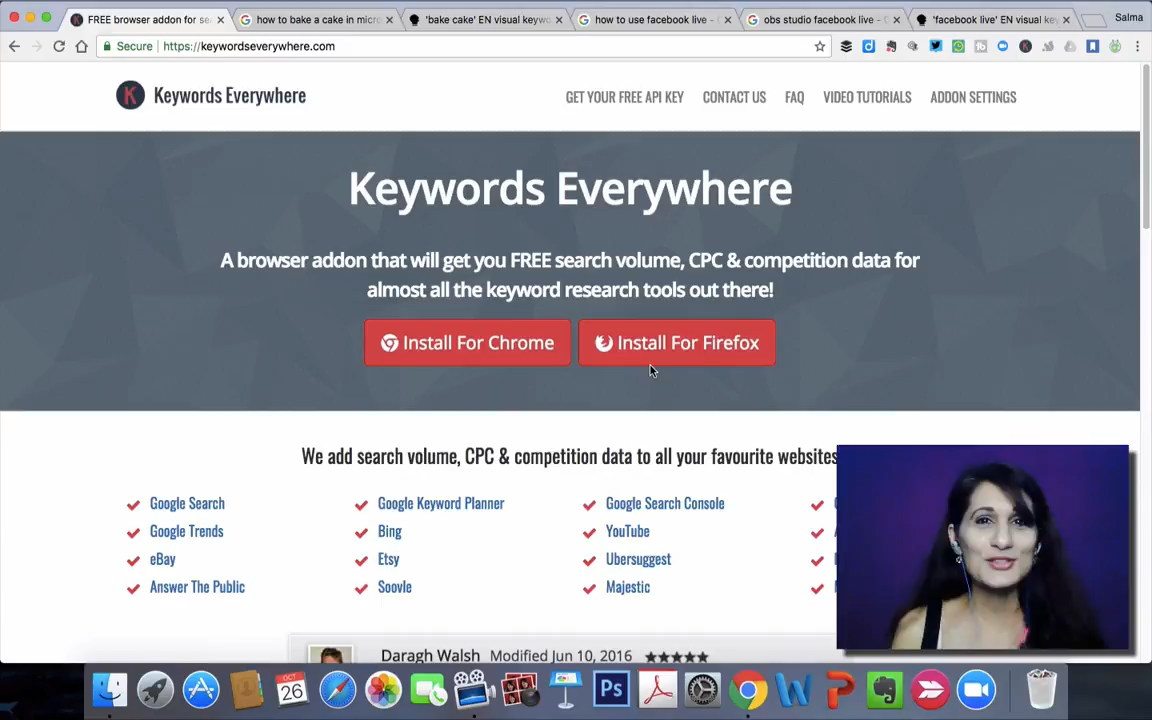 FREE browser addon for se
how to bake a cake in micro
'bake cake' EN visual keywo
how to use facebook live -
obs studio facebook live -
'facebook live' EN visual key
Salma
Secure
https://keywordseverywhere.com
K
Keywords Everywhere
GET YOUR FREE API KEY
CONTACT US
FAQ
VIDEO TUTORIALS
ADDON SETTINGS
Keywords Everywhere
A browser addon that will get you FREE search volume, CPC & competition data for
almost all the keyword research tools out there!
Install For Chrome
Install For Firefox
We add search volume, CPC & competition data to all your favourite websites
Google Search
Google Keyword Planner
Google Search Console
Google Trends
Bing
YouTube
eBay
Etsy
Ubersuggest
Answer The Public
Soovle
Majestic
Daragh Walsh Modified Jun 10, 2016
OCT
26
Ps
W
P